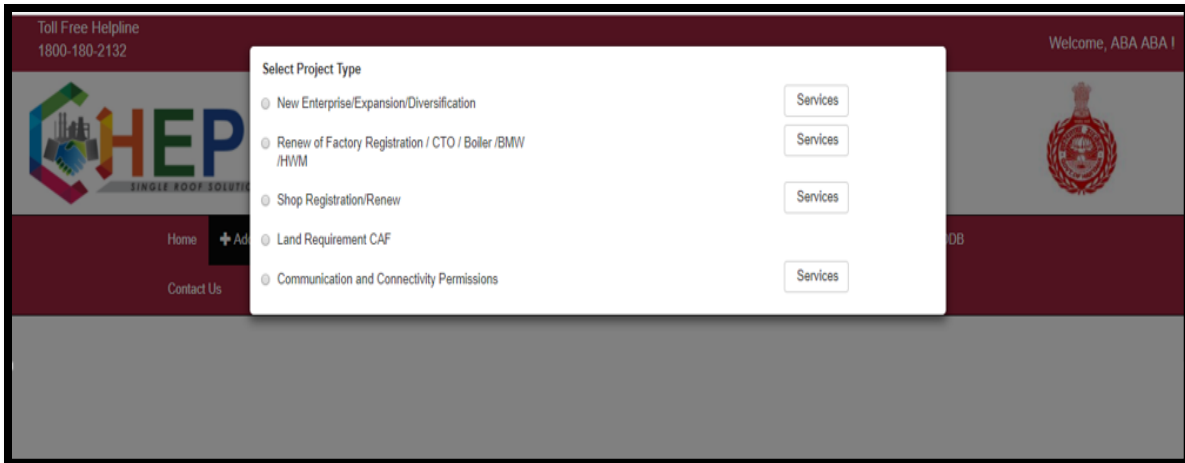 Toll Free Helpline
1800-180-2132
Welcome, ABA ABA !
HEP
SINGLE ROOF
Select Project Type
New Enterprise/Expansion/Diversification
Services
Renew of Factory Registration / CTO / Boiler /BMW
/HWM
Services
Shop Registration/Renew
Services
Land Requirement CAF
Communication and Connectivity Permissions
Services
Home
Contact Us